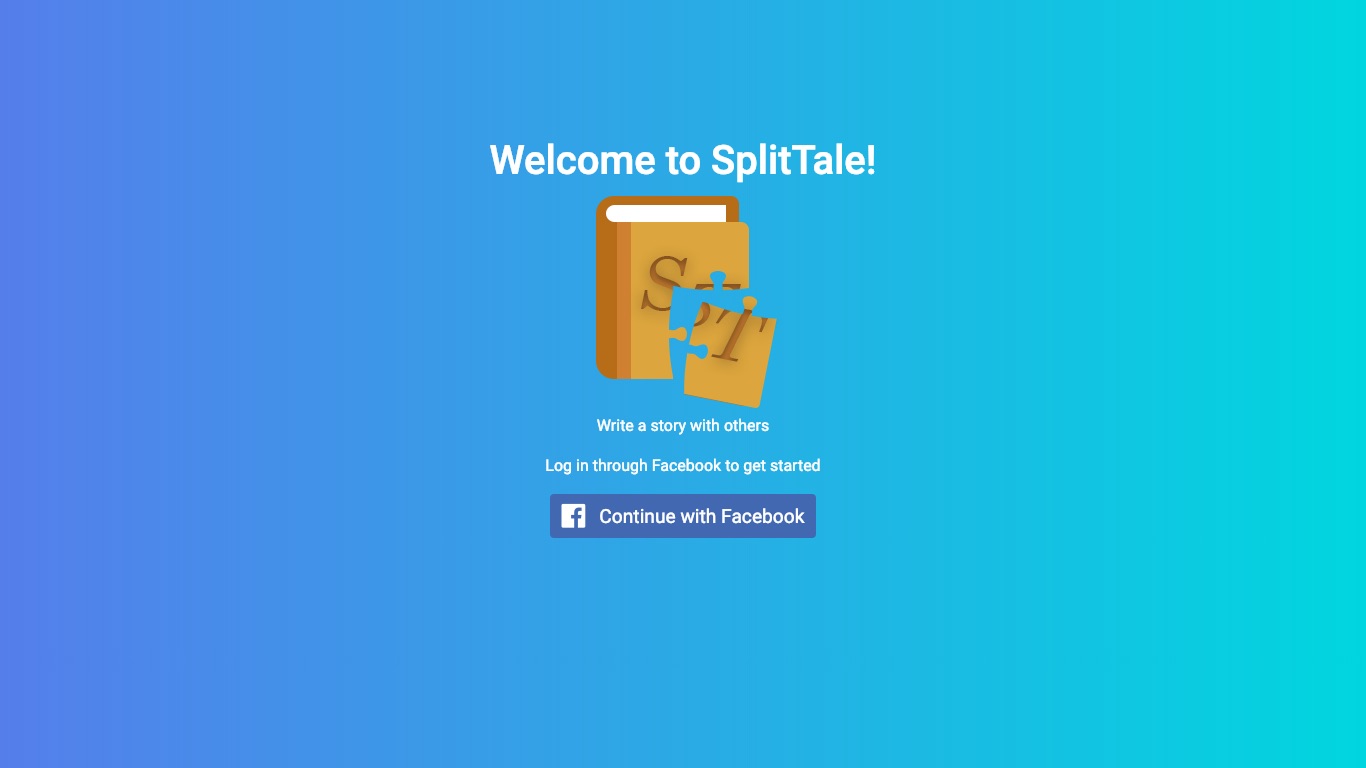 Welcome to SplitTale!
S
T
Write a story with others
Log in through Facebook to get started
Continue with Facebook